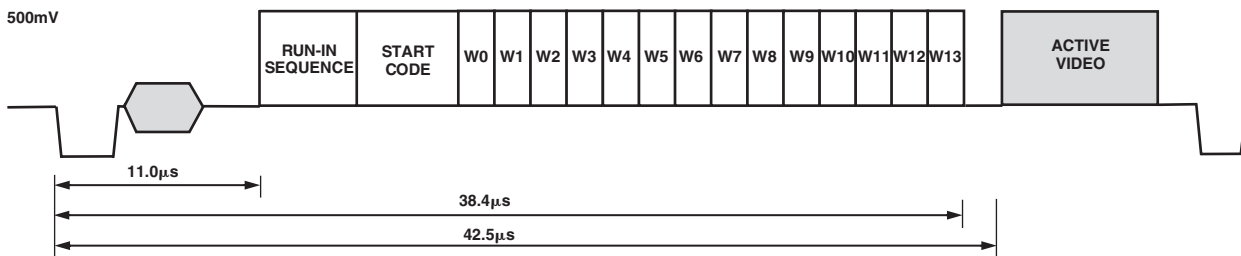 500mV
RUN-IN
SEQUENCE
START
CODE
W0 W1 W2 W3 W4 W5 W6 W7 W8 W9 W10 W11 W12 W13
ACTIVE
VIDEO
11.0μs
38.4μs
42.5μs